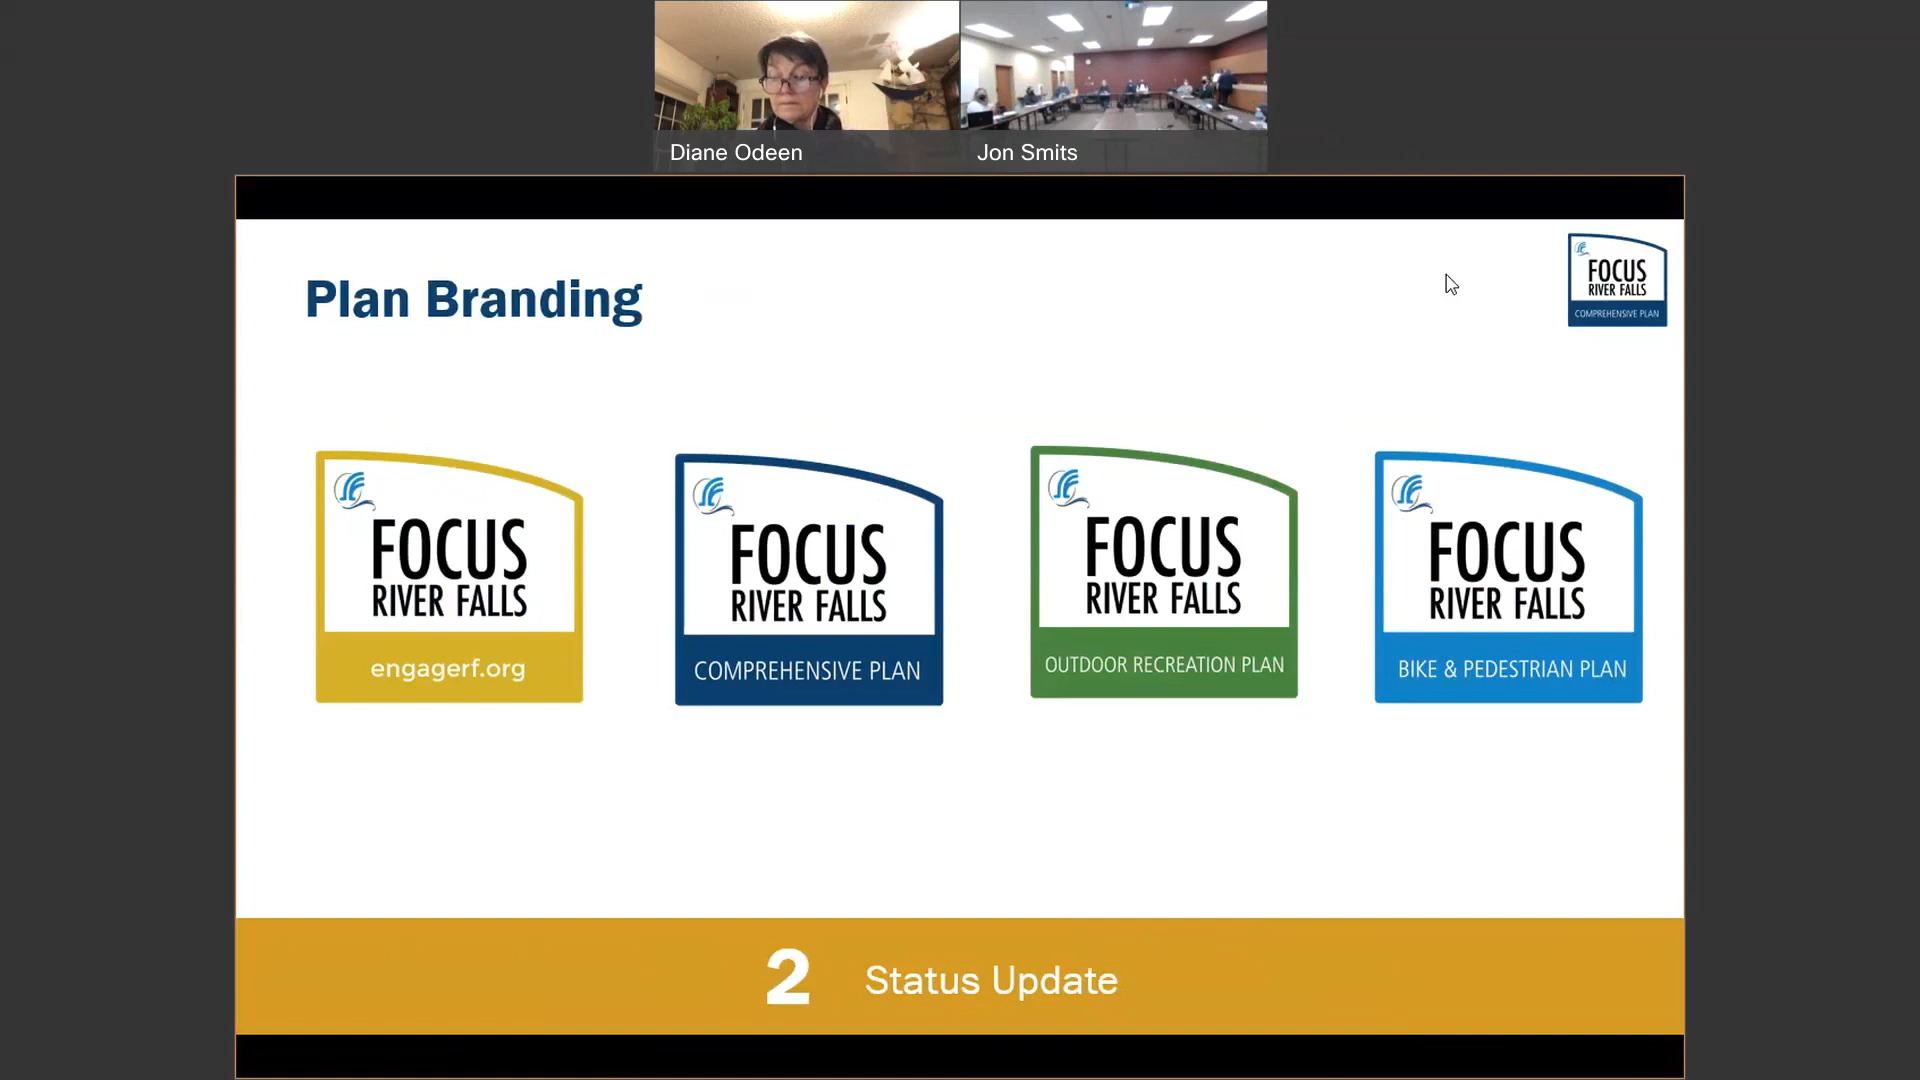 Diane Odeen
Jon Smits
Plan Branding
FOCUS
RIVER FALLS
COMPREHENSIVE PLAN
FOCUS
RIVER FALLS
engagerf.org
FOCUS
RIVER FALLS
COMPREHENSIVE PLAN
FOCUS
RIVER FALLS
OUTDOOR RECREATION PLAN
FOCUS
RIVER FALLS
BIKE & PEDESTRIAN PLAN
2 Status Update